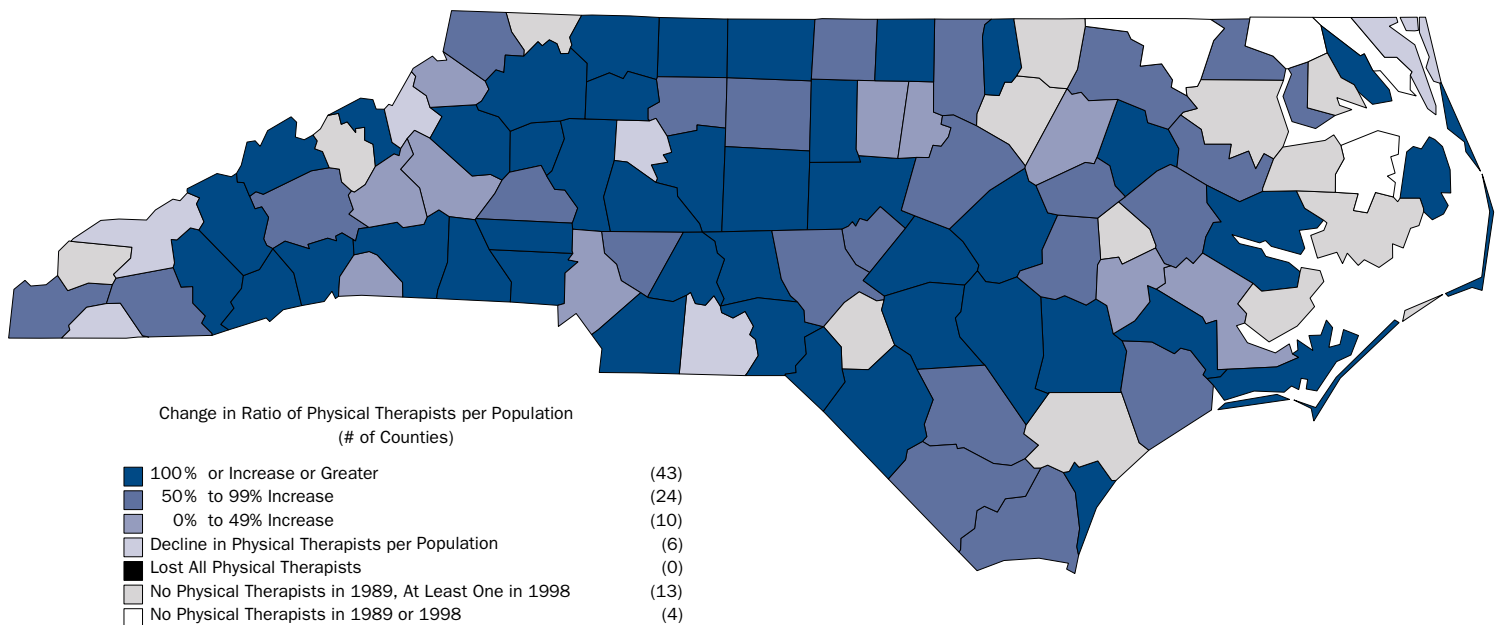 Change in Ratio of Physical Therapists per Population
(# of Counties)
100% or Increase or Greater (43)
50% to 99% Increase (24)
0% to 49% Increase (10)
Decline in Physical Therapists per Population (6)
Lost All Physical Therapists (0)
No Physical Therapists in 1989, At Least One in 1998 (13)
No Physical Therapists in 1989 or 1998 (4)